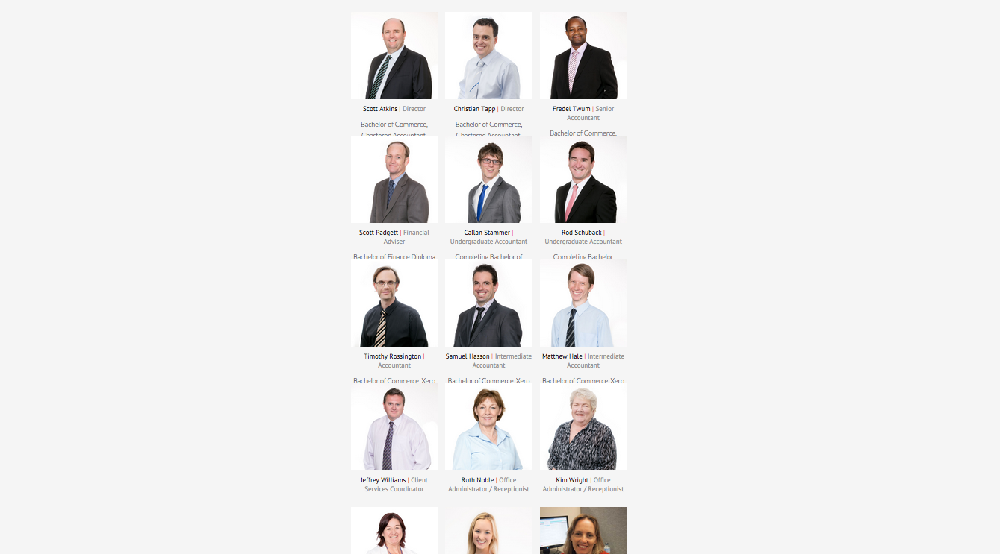 Scott Atkins | Director
Christian Tapp | Director
Fredel Twum | Senior
Accountant
Bachelor of Commerce,
Chartered Accountant
Bachelor of Commerce,
Chartered Accountant
Bachelor of Commerce,
Scott Padgett | Financial
Adviser
Callan Stammer |
Undergraduate Accountant
Rod Schuback |
Undergraduate Accountant
Bachelor of Finance Diploma
Completing Bachelor of
Completing Bachelor
Timothy Rossington |
Accountant
Samuel Hasson | Intermediate
Accountant
Matthew Hale | Intermediate
Accountant
Bachelor of Commerce, Xero
Bachelor of Commerce, Xero
Bachelor of Commerce, Xero
Jeffrey Williams | Client
Services Coordinator
Ruth Noble | Office
Administrator / Receptionist
Kim Wright | Office
Administrator / Receptionist